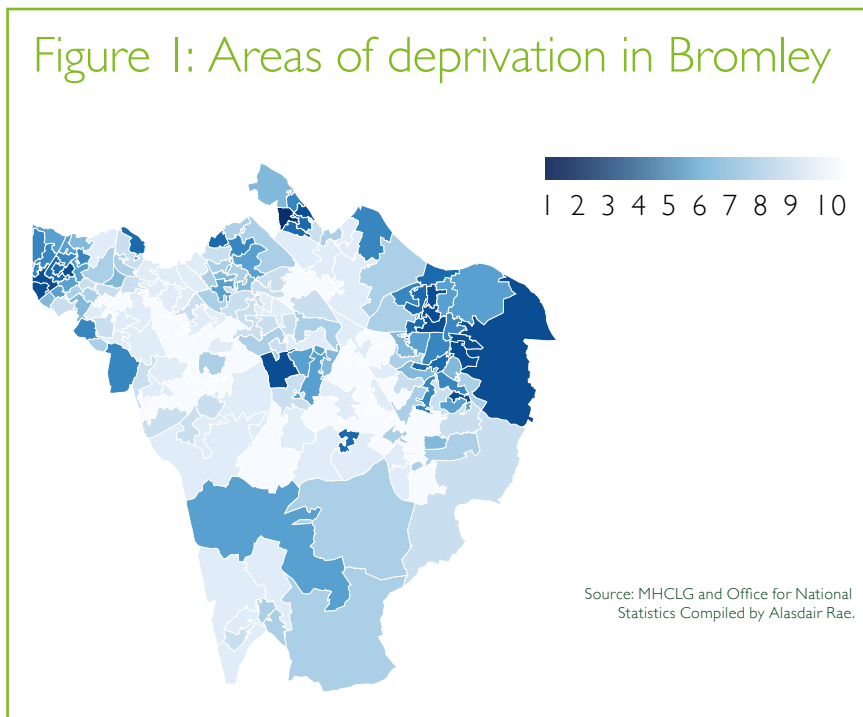 Figure 1: Areas of deprivation in Bromley
1 2 3 4 5 6 7 8 9 10
Source: MHCLG and Office for National
Statistics Compiled by Alasdair Rae.